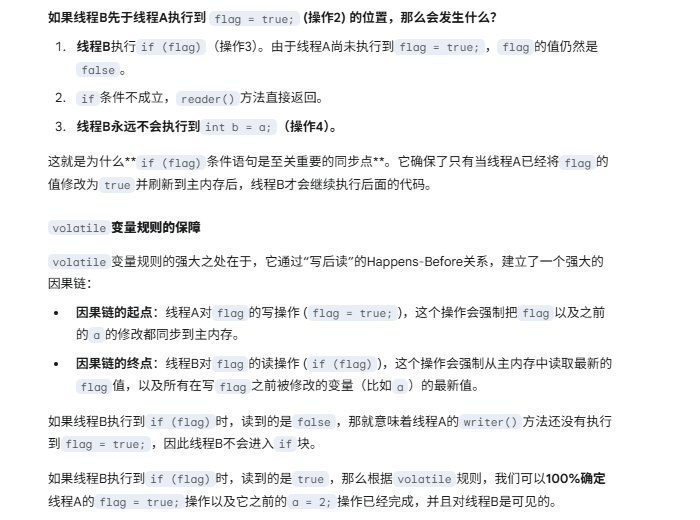 如果线程B先于线程A执行到 flag = true; (操作2) 的位置，那么会发生什么？
1. 线程B执行 if (flag)（操作3）。由于线程A尚未执行到 flag = true; ，flag 的值仍然是
false 。
2. if 条件不成立，reader() 方法直接返回。
3. 线程B永远不会执行到 int b = a;（操作4）。
这就是为什么** if (flag) 条件语句是至关重要的同步点**。它确保了只有当线程A已经将 flag 的
值修改为 true 并刷新到主内存后，线程B才会继续执行后面的代码。
volatile 变量规则的保障
volatile 变量规则的强大之处在于，它通过“写后读”的Happens-Before关系，建立了一个强大的
因果链：
• 因果链的起点：线程A对 flag 的写操作 ( flag = true; )，这个操作会强制把 flag 以及之前
的 a 的修改都同步到主内存。
• 因果链的终点：线程B对 flag 的读操作 ( if (flag) )，这个操作会强制从主内存中读取最新的
flag 值，以及所有在写 flag 之前被修改的变量（比如 a ）的最新值。
如果线程B执行到 if (flag) 时，读到的是 false ，那就意味着线程A的 writer() 方法还没有执行
到 flag = true; ，因此线程B不会进入 if 块。
如果线程B执行到 if (flag) 时，读到的是 true ，那么根据 volatile 规则，我们可以100%确定
线程A的 flag = true; 操作以及它之前的 a = 2; 操作已经完成，并且对线程B是可见的。